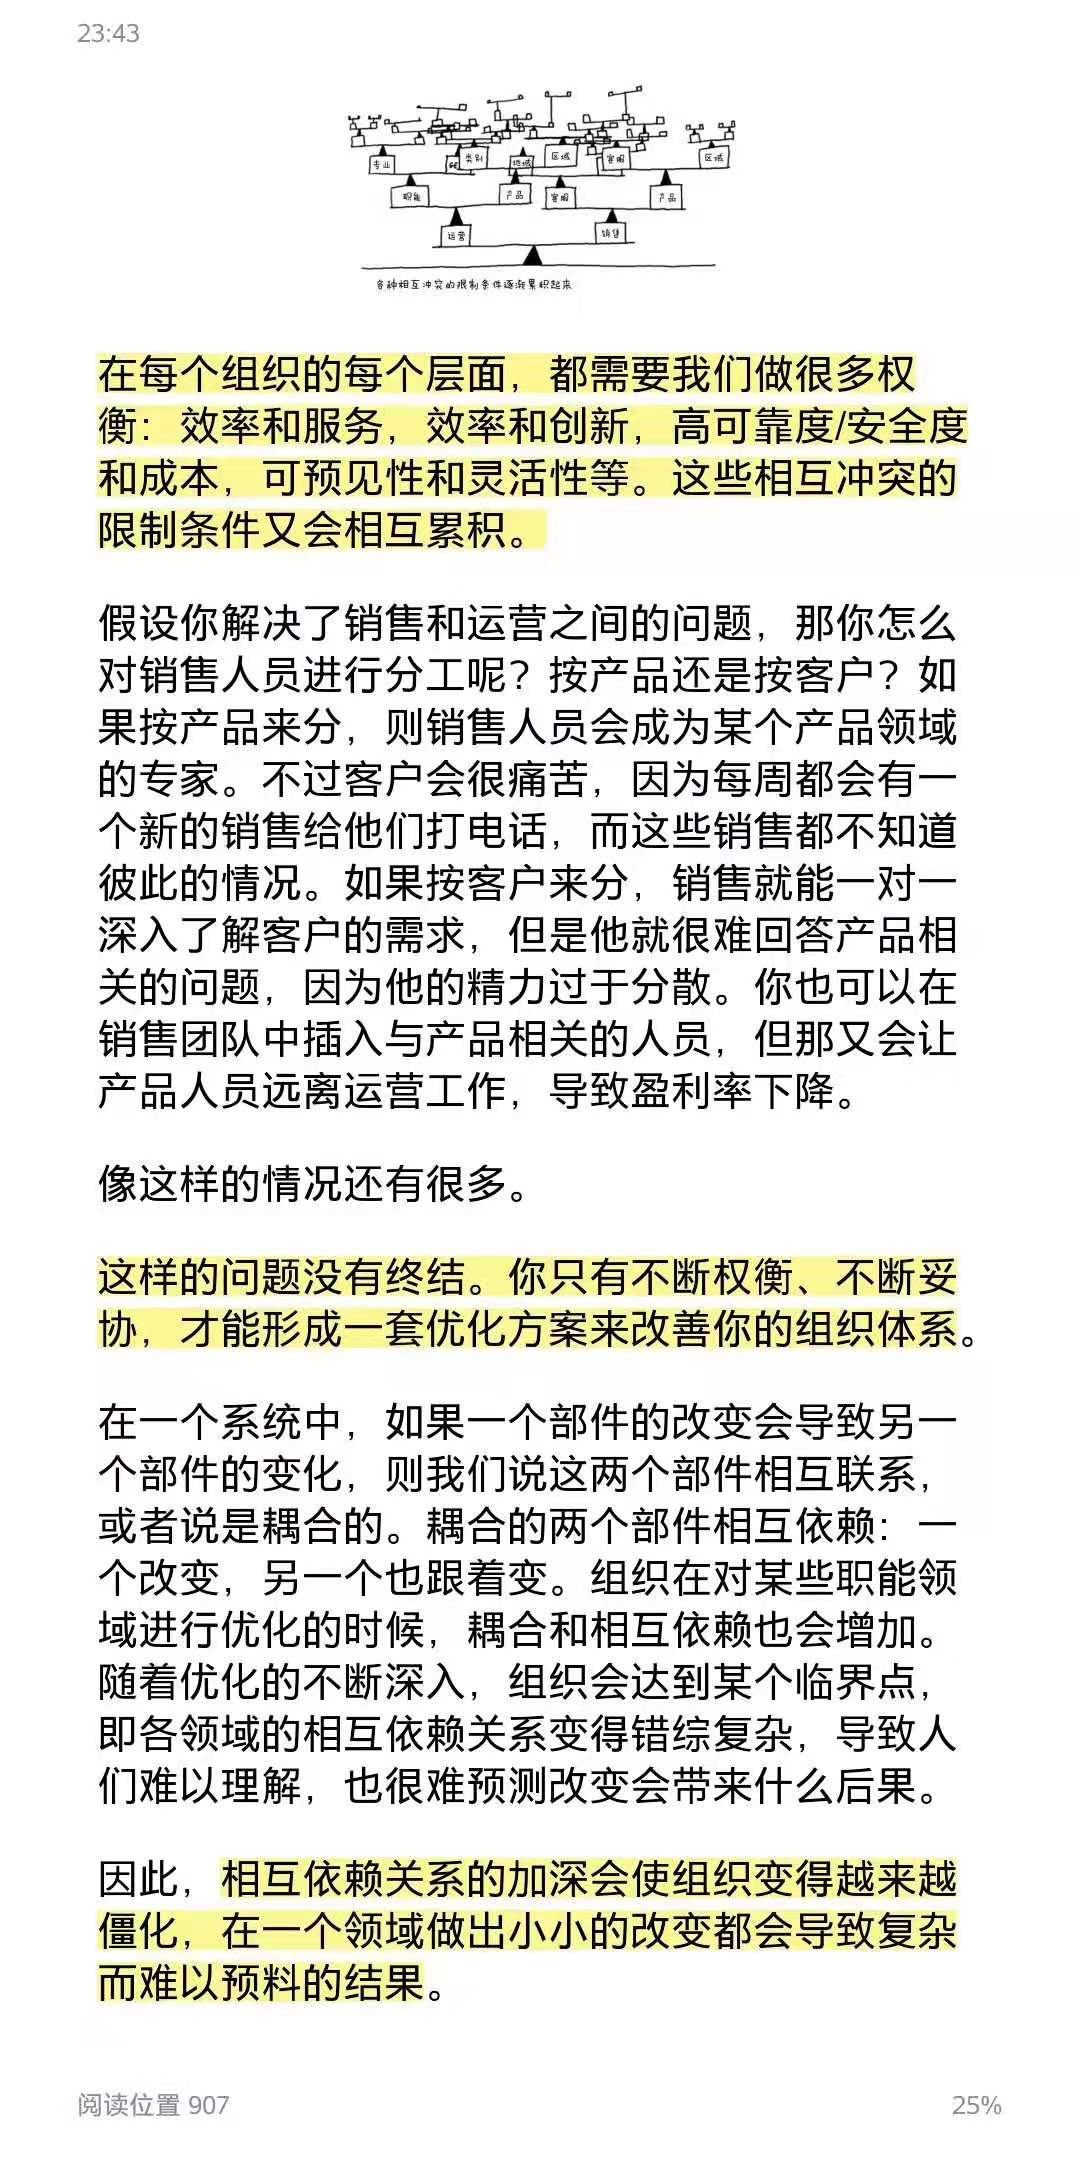 23:43
专业
类别
地域
区域
客服
区域
职能
产品
客服
产品
运营
销售
各种相互冲突的限制条件逐渐累积起来
在每个组织的每个层面，都需要我们做很多权
衡：效率和服务，效率和创新，高可靠度/安全度
和成本，可预见性和灵活性等。这些相互冲突的
限制条件又会相互累积。
假设你解决了销售和运营之间的问题，那你怎么
对销售人员进行分工呢？按产品还是按客户？如
果按产品来分，则销售人员会成为某个产品领域
的专家。不过客户会很痛苦，因为每周都会有一
个新的销售给他们打电话，而这些销售都不知道
彼此的情况。如果按客户来分，销售就能一对一
深入了解客户的需求，但是他就很难回答产品相
关的问题，因为他的精力过于分散。你也可以在
销售团队中插入与产品相关的人员，但那又会让
产品人员远离运营工作，导致盈利率下降。
像这样的情况还有很多。
这样的问题没有终结。你只有不断权衡、不断妥
协，才能形成一套优化方案来改善你的组织体系。
在一个系统中，如果一个部件的改变会导致另一
个部件的变化，则我们说这两个部件相互联系，
或者说是耦合的。耦合的两个部件相互依赖：一
个改变，另一个也跟着变。组织在对某些职能领
域进行优化的时候，耦合和相互依赖也会增加。
随着优化的不断深入，组织会达到某个临界点，
即各领域的相互依赖关系变得错综复杂，导致人
们难以理解，也很难预测改变会带来什么后果。
因此，相互依赖关系的加深会使组织变得越来越
僵化，在一个领域做出小小的改变都会导致复杂
而难以预料的结果。
阅读位置 907
25%